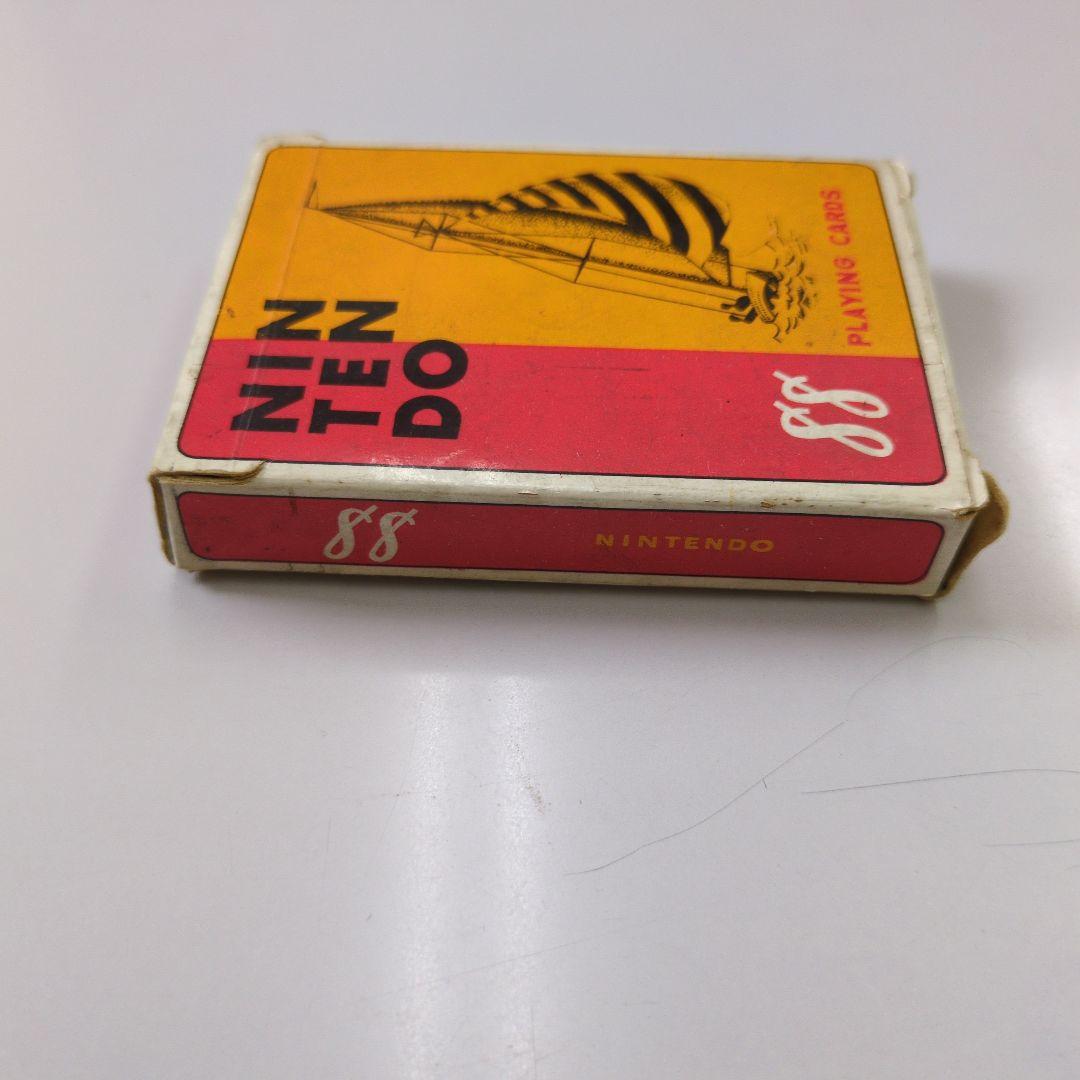 NIN
TEN
DO
PLAYING CARDS
88
88 NINTENDO